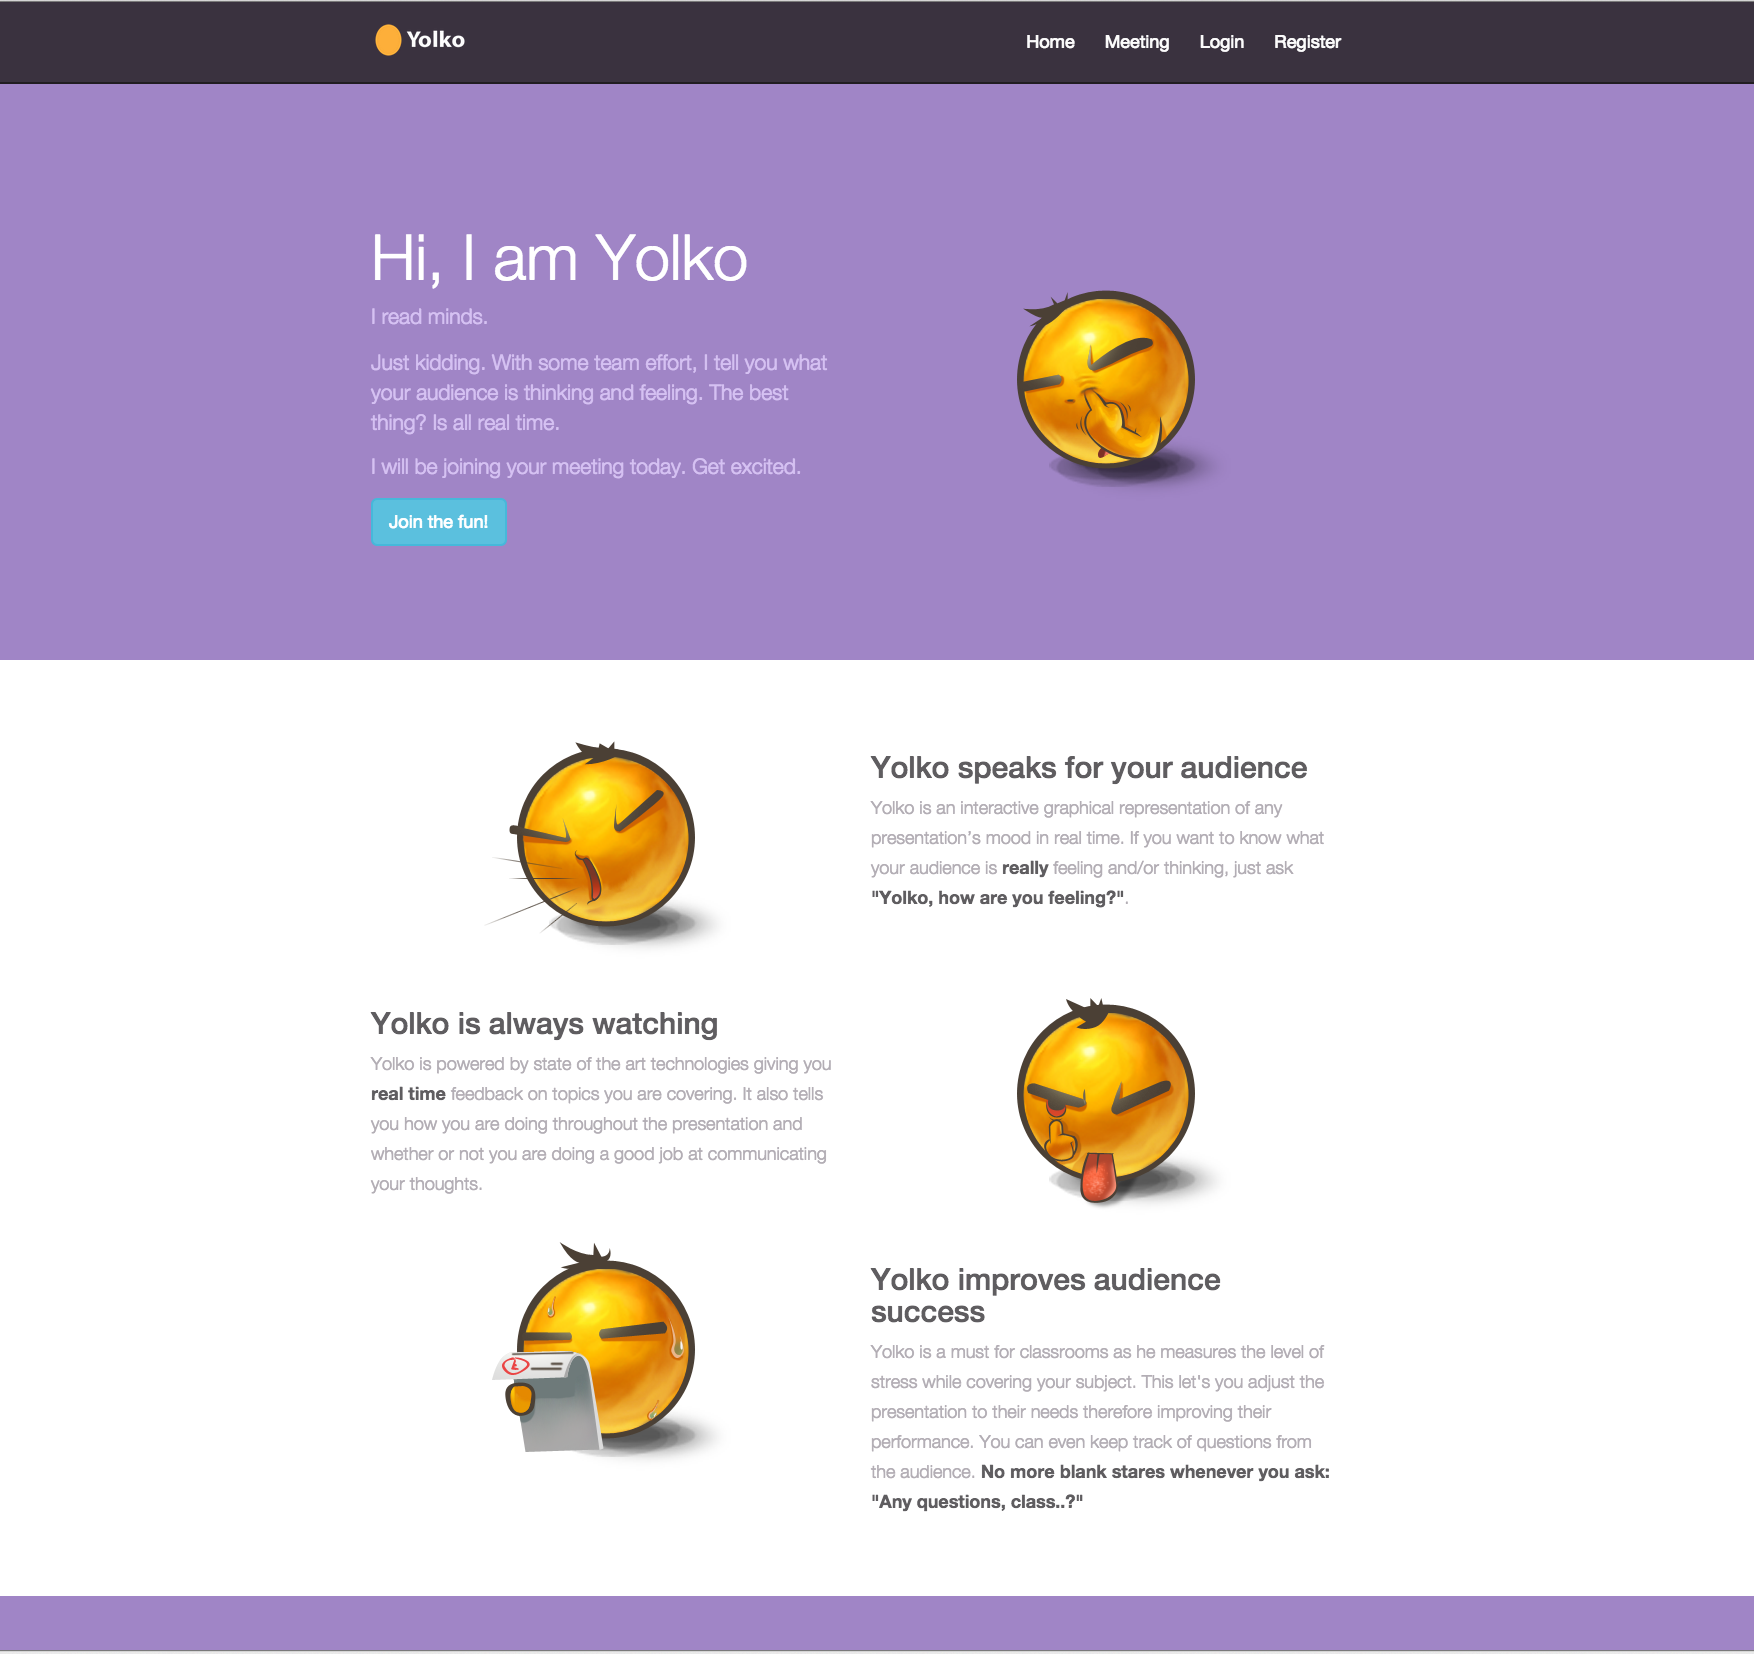 Yolko
Home Meeting Login Register
Hi, I am Yolko
I read minds.
Just kidding. With some team effort, I tell you what
your audience is thinking and feeling. The best
thing? Is all real time.
I will be joining your meeting today. Get excited.
Join the fun!
Yolko speaks for your audience
Yolko is an interactive graphical representation of any
presentation's mood in real time. If you want to know what
your audience is really feeling and/or thinking, just ask
"Yolko, how are you feeling?".
Yolko is always watching
Yolko is powered by state of the art technologies giving you
real time feedback on topics you are covering. It also tells
you how you are doing throughout the presentation and
whether or not you are doing a good job at communicating
your thoughts.
Yolko improves audience
success
Yolko is a must for classrooms as he measures the level of
stress while covering your subject. This let's you adjust the
presentation to their needs therefore improving their
performance. You can even keep track of questions from
the audience. No more blank stares whenever you ask:
"Any questions, class..?"